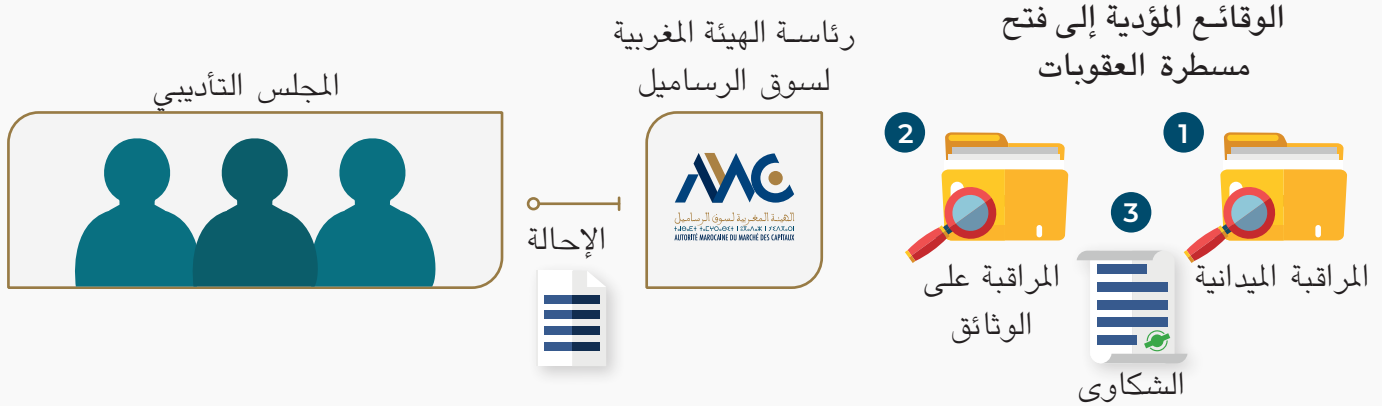 الوقائع المؤدية إلى فتح
مسطرة العقوبات
1
المراقبة الميدانية
2
المراقبة على
الوثائق
3
الشكاوى
رئاسة الهيئة المغربية
لسوق الرساميل
الهيئة المغربية لسوق الرساميل
AUTORITÉ MAROCAINE DU MARCHÉ DES CAPITAUX
الإحالة
المجلس التأديبي